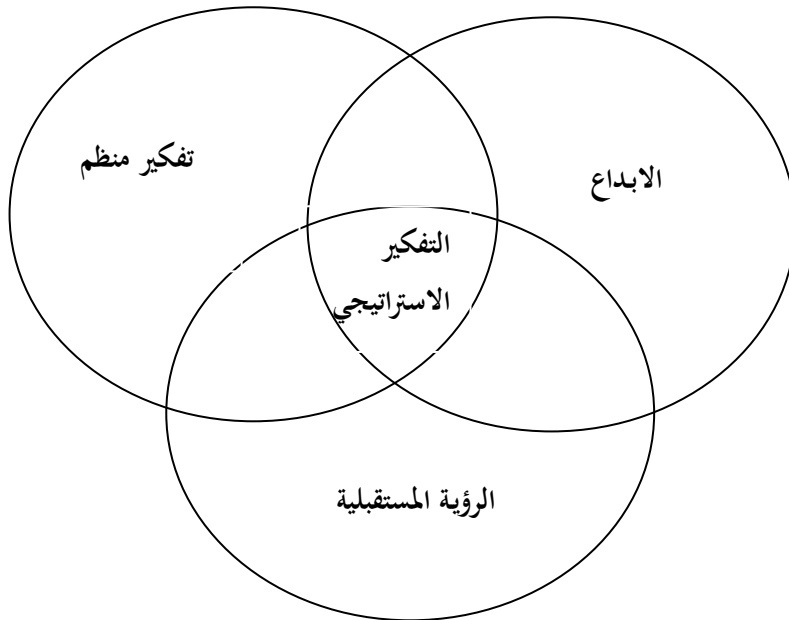 تفكير منظم
الابداع
التفكير
الاستراتيجي
الرؤية المستقبلية